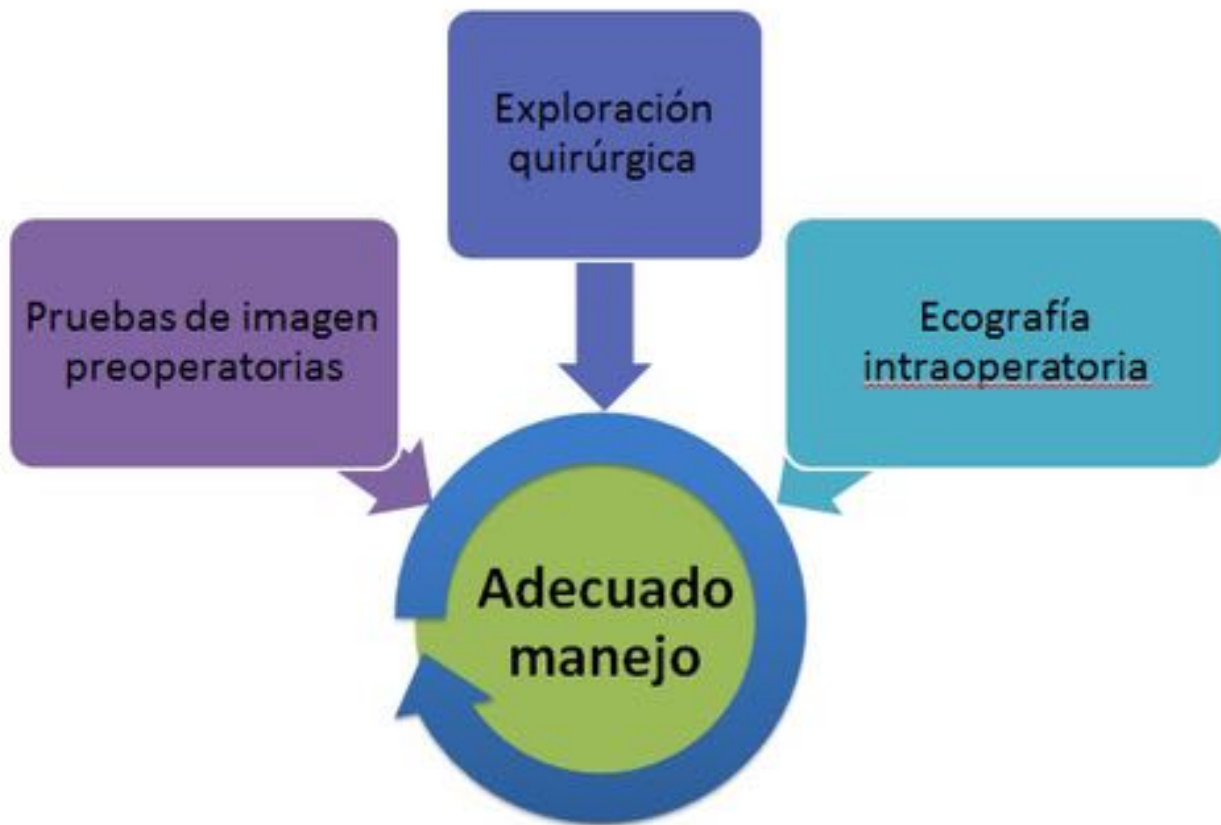 Exploración
quirúrgica
Pruebas de imagen
preoperatorias
Ecografía
intraoperatoria
Adecuado
manejo